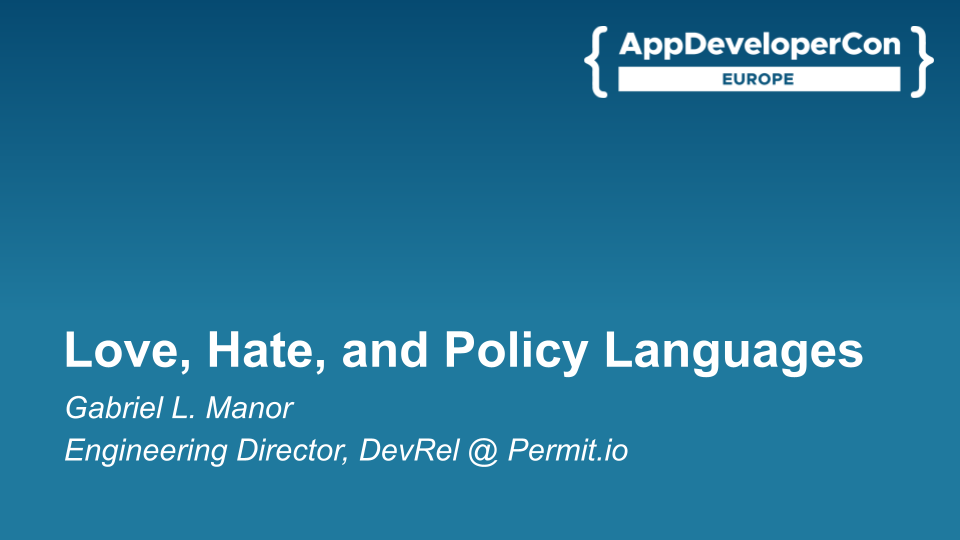 { AppDeveloperCon }
EUROPE
Love, Hate, and Policy Languages
Gabriel L. Manor
Engineering Director, DevRel @ Permit.io